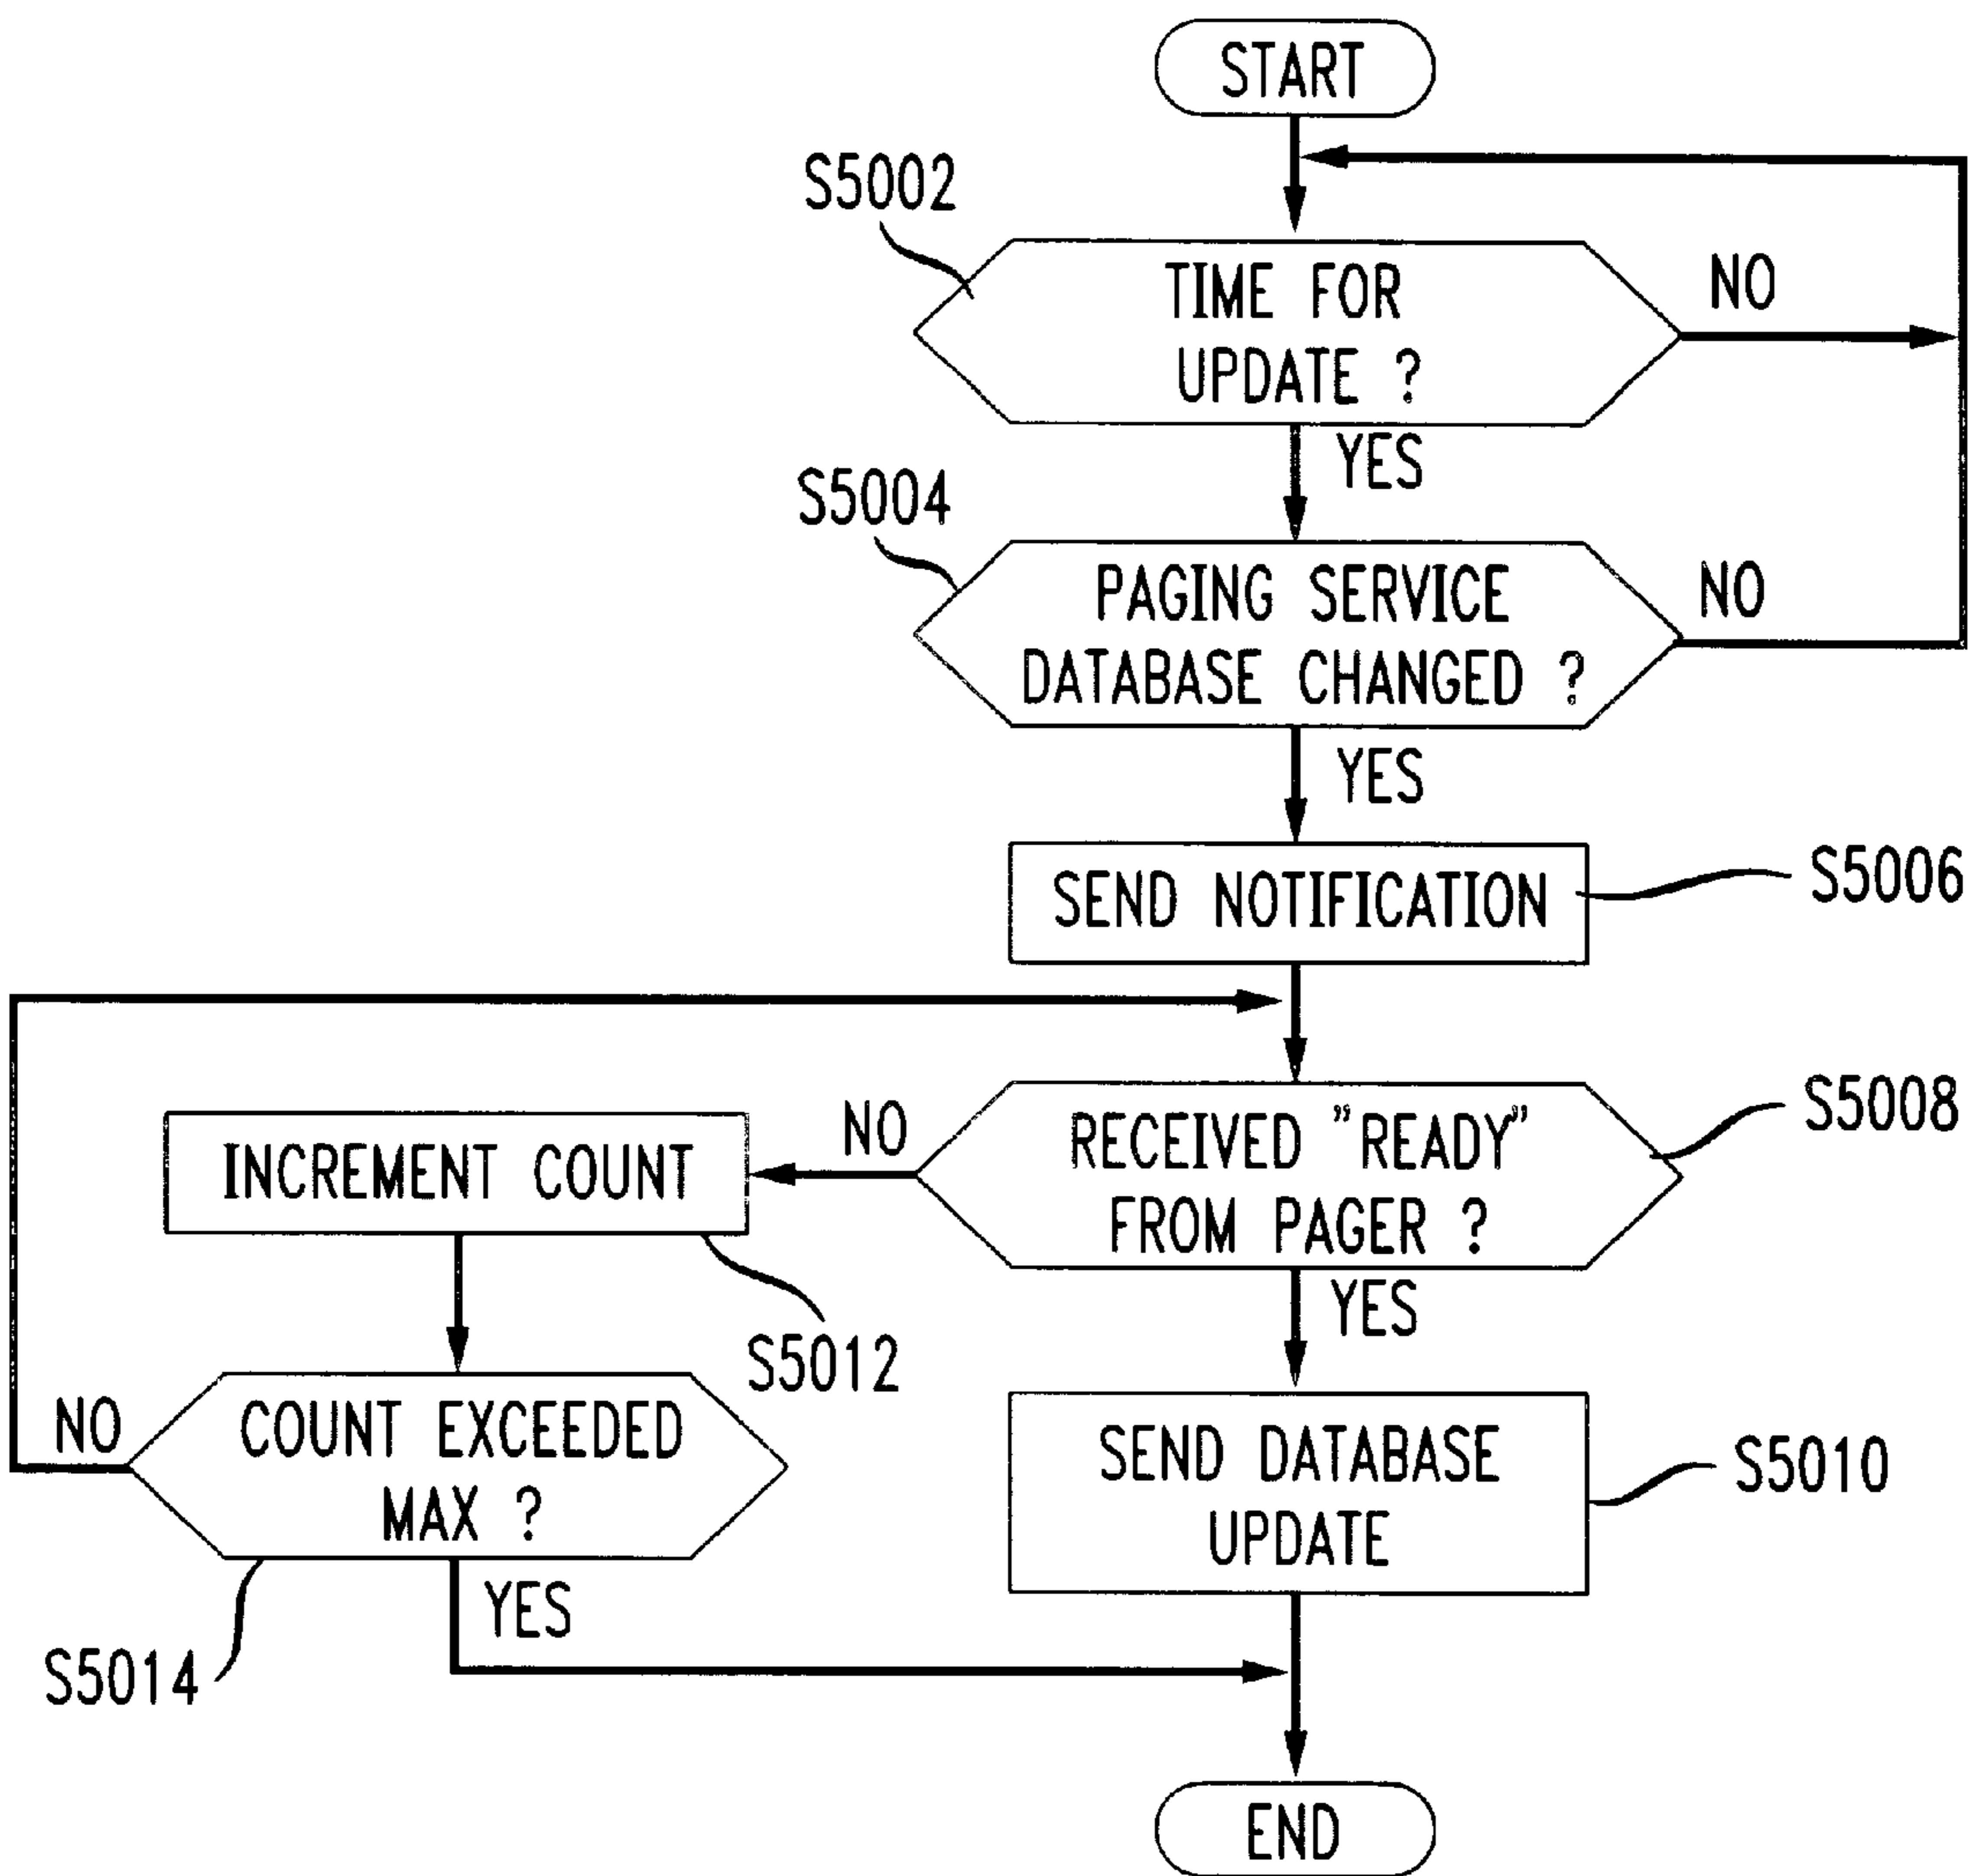 START
S5002
TIME FOR
UPDATE ?
NO
YES
S5004
PAGING SERVICE
DATABASE CHANGED ?
NO
YES
SEND NOTIFICATION
S5006
RECEIVED "READY"
FROM PAGER ?
S5008
NO
INCREMENT COUNT
S5012
YES
COUNT EXCEEDED
MAX ?
NO
YES
S5014
SEND DATABASE
UPDATE
S5010
END